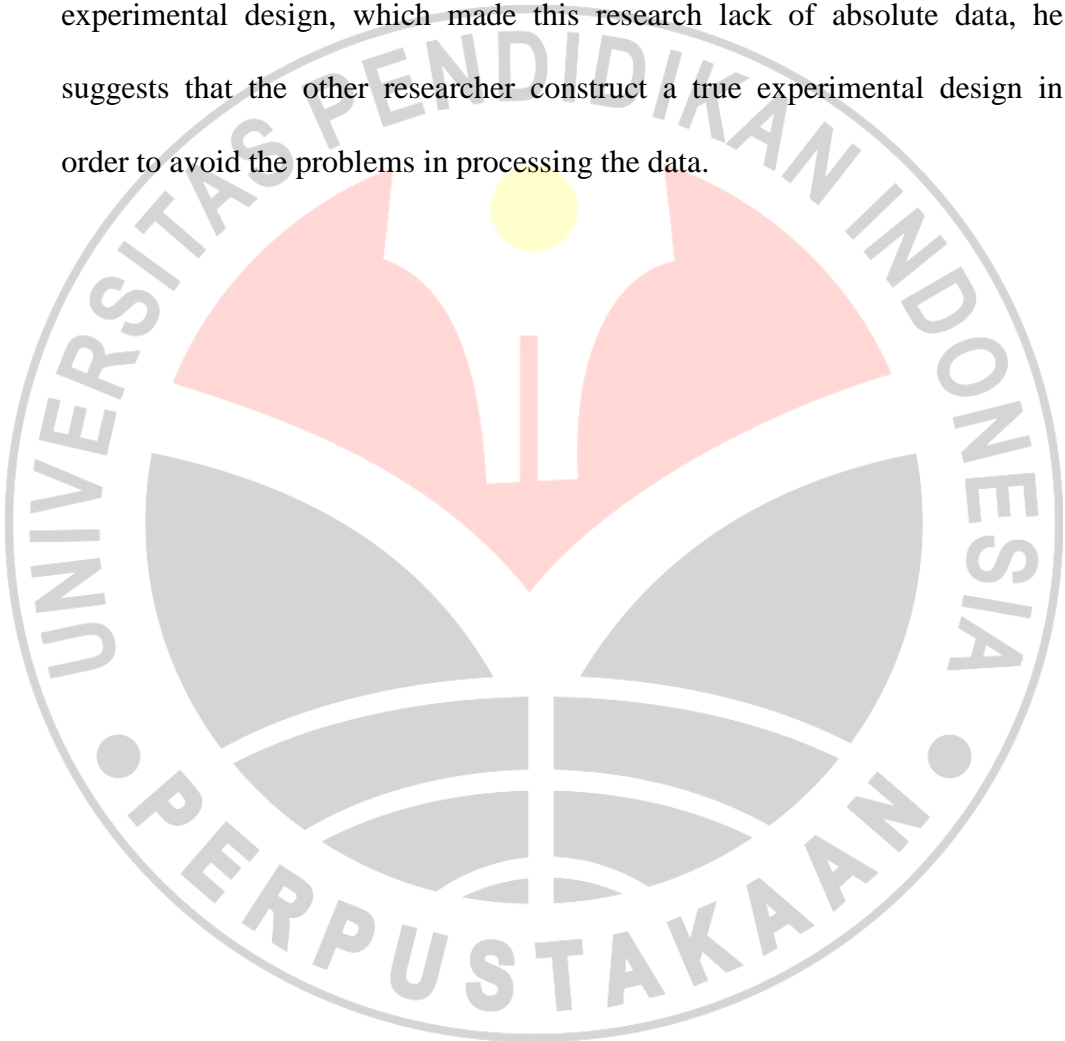 experimental design, which made this research lack of absolute data, he
suggests that the other researcher construct a true experimental design in
order to avoid the problems in processing the data.
UNIVERSITAS PENDIDIKAN INDONESIA
PERPUSTAKAAN